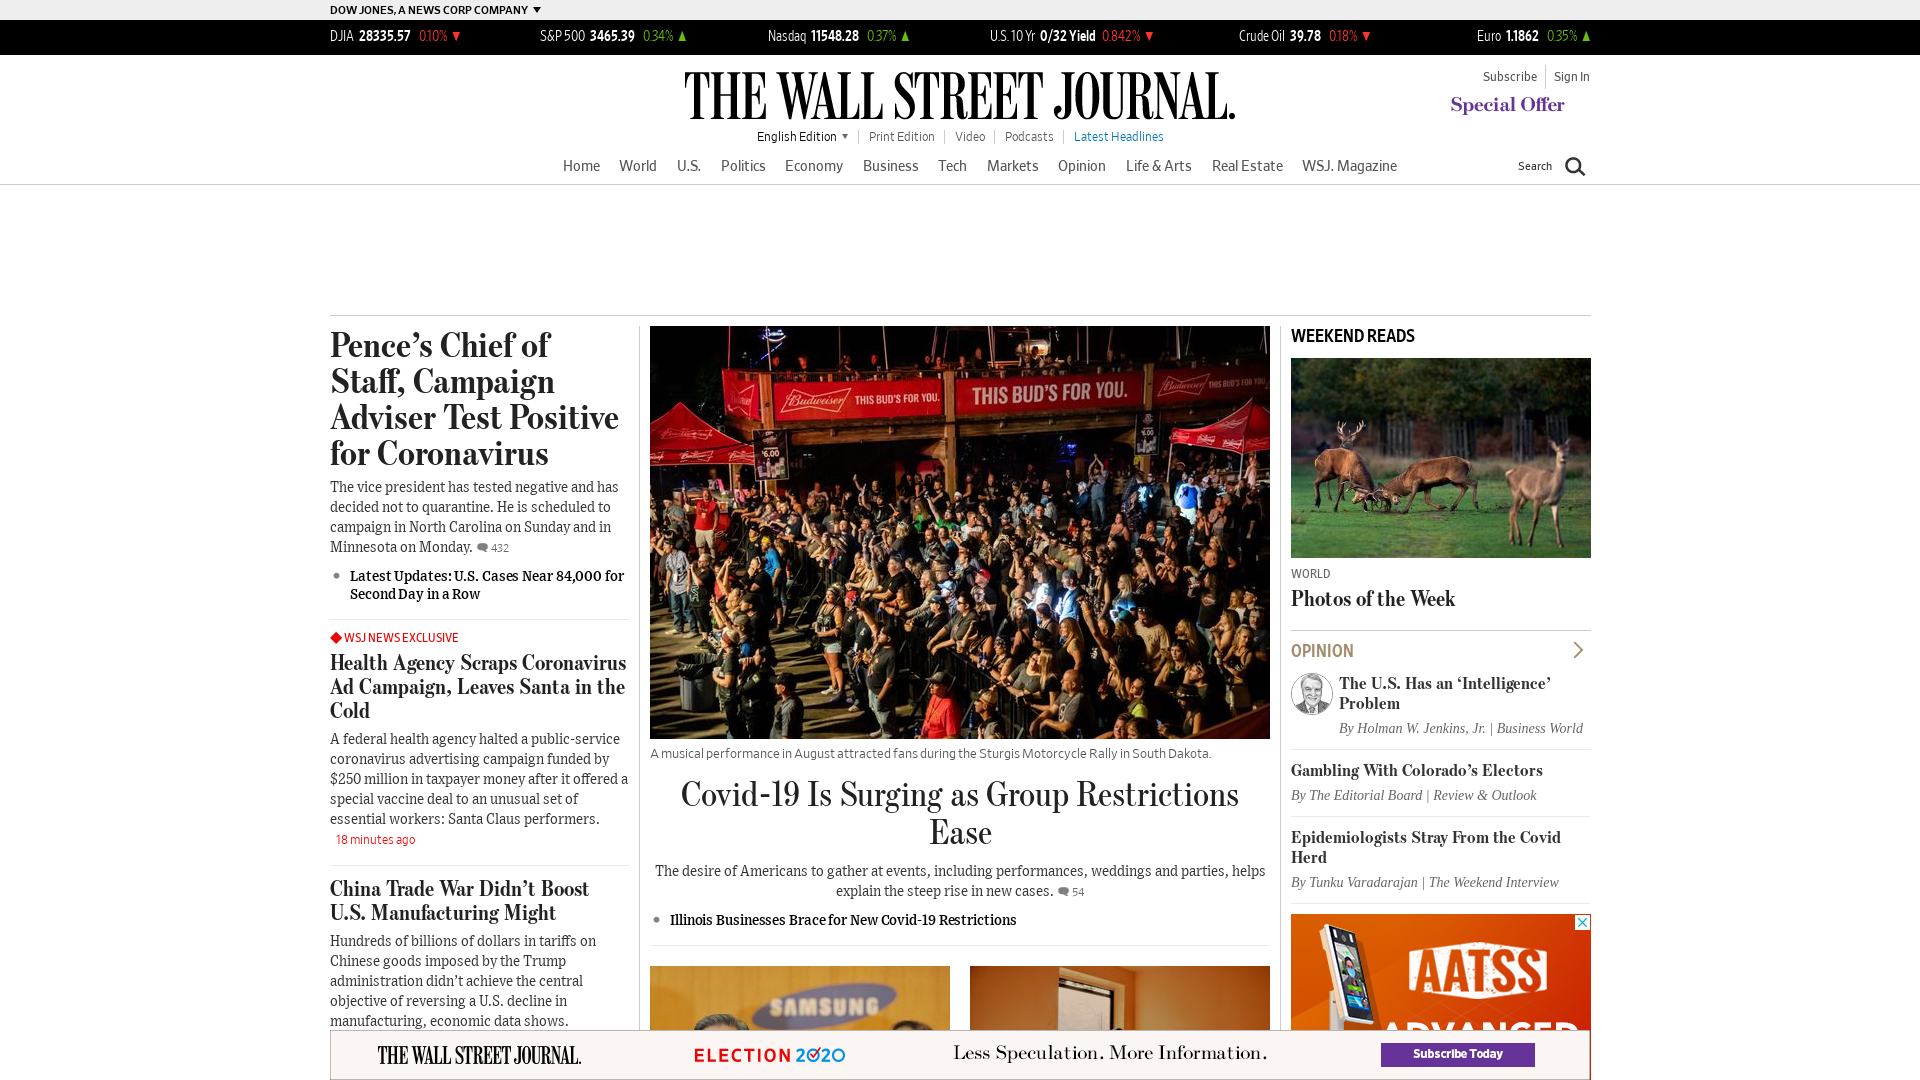 DOW JONES, A NEWS CORP COMPANY
DJIA 28335.57 0.10% S&P 500 3465.39 0.34% Nasdaq 11548.28 0.37% U.S. 10 Yr 0/32 Yield 0.842% Crude Oil 39.78 0.18% Euro 1.1862 0.35%
THE WALL STREET JOURNAL.
Subscribe Sign In
Special Offer
English Edition Print Edition Video Podcasts Latest Headlines
Home World U.S. Politics Economy Business Tech Markets Opinion Life & Arts Real Estate WSJ. Magazine
Search
Pence’s Chief of
Staff, Campaign
Adviser Test Positive
for Coronavirus
The vice president has tested negative and has
decided not to quarantine. He is scheduled to
campaign in North Carolina on Sunday and in
Minnesota on Monday. 432
Latest Updates: U.S. Cases Near 84,000 for
Second Day in a Row
WSJ NEWS EXCLUSIVE
Health Agency Scraps Coronavirus
Ad Campaign, Leaves Santa in the
Cold
A federal health agency halted a public-service
coronavirus advertising campaign funded by
$250 million in taxpayer money after it offered a
special vaccine deal to an unusual set of
essential workers: Santa Claus performers.
18 minutes ago
China Trade War Didn’t Boost
U.S. Manufacturing Might
Hundreds of billions of dollars in tariffs on
Chinese goods imposed by the Trump
administration didn’t achieve the central
objective of reversing a U.S. decline in
manufacturing, economic data shows.
Budweiser THIS BUD'S FOR YOU. THIS BUD'S FOR YOU. THIS BUD'S FOR YOU.
A musical performance in August attracted fans during the Sturgis Motorcycle Rally in South Dakota.
Covid-19 Is Surging as Group Restrictions
Ease
The desire of Americans to gather at events, including performances, weddings and parties, helps
explain the steep rise in new cases. 54
Illinois Businesses Brace for New Covid-19 Restrictions
SAMSUNG
WEEKEND READS
WORLD
Photos of the Week
OPINION
The U.S. Has an ‘Intelligence’
Problem
By Holman W. Jenkins, Jr. | Business World
Gambling With Colorado’s Electors
By The Editorial Board | Review & Outlook
Epidemiologists Stray From the Covid
Herd
By Tunku Varadarajan | The Weekend Interview
AATSS
ADVANCED
THE WALL STREET JOURNAL.
ELECTION 2020
Less Speculation. More Information.
Subscribe Today